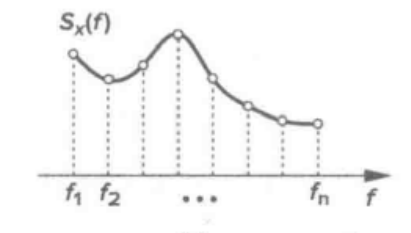 Sₓ(f)
f₁ f₂ ... fₙ f